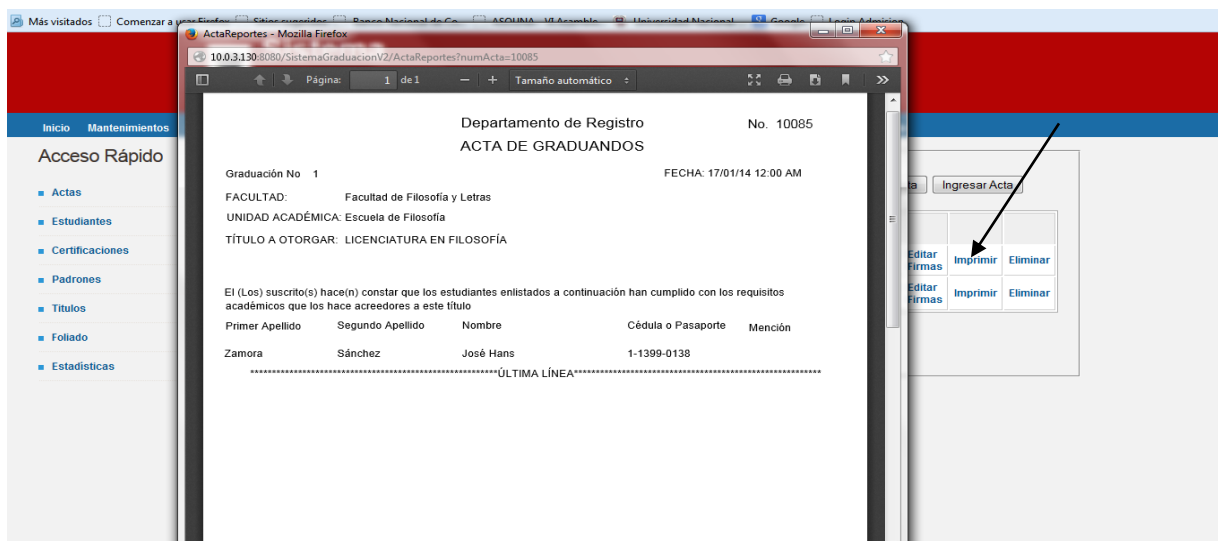 Más visitados Comenzar a usar Firefox Sitios sugeridos Banco Nacional de Co... ASOUNA - VI Asamble... Universidad Nacional... Google Login Admision
ActaReportes - Mozilla Firefox
10.0.3.130:8080/SistemaGraduacionV2/ActaReportes?numActa=10085
Página: 1 de 1 Tamaño automático
Inicio Mantenimientos
Departamento de Registro No. 10085
ACTA DE GRADUANDOS
Graduación No 1 FECHA: 17/01/14 12:00 AM
FACULTAD: Facultad de Filosofía y Letras
UNIDAD ACADÉMICA: Escuela de Filosofía
TÍTULO A OTORGAR: LICENCIATURA EN FILOSOFÍA
El (Los) suscrito(s) hace(n) constar que los estudiantes enlistados a continuación han cumplido con los requisitos
académicos que los hace acreedores a este título
Primer Apellido Segundo Apellido Nombre Cédula o Pasaporte Mención
Zamora Sánchez José Hans 1-1399-0138
********************************************************ÚLTIMA LÍNEA********************************************************
Acceso Rápido
Actas
Estudiantes
Certificaciones
Padrones
Titulos
Foliado
Estadìsticas
ta Ingresar Acta
Editar Firmas Imprimir Eliminar
Editar Firmas Imprimir Eliminar